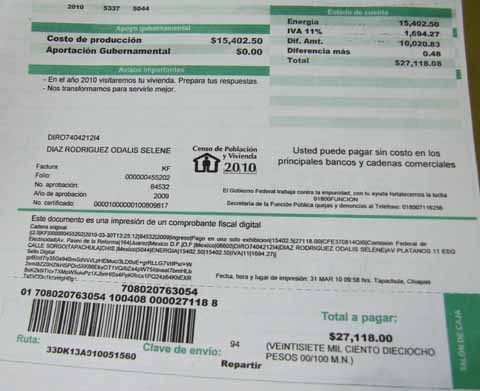 2010 5337 5044
Apoyo gubernamental
Costo de producción $15,402.50
Aportación Gubernamental $0.00
Estado de cuenta
Energía 15,402.50
IVA 11% 1,694.27
Dif. Amt. 10,020.83
Diferencia más 0.48
Total $27,118.08
Avisos importantes
- En el año 2010 visitaremos tu vivienda. Prepara tus respuestas.
- Nos transformamos para servirle mejor.
DIRO7404212I4
DIAZ RODRIGUEZ ODALIS SELENE
Factura: KF
Folio: 000000455202
No. aprobación: 64532
Año de aprobación 2009
No. certificado: 00001000000100809817
Censo de Población
y Vivienda
2010
Usted puede pagar sin costo en los
principales bancos y cadenas comerciales
El Gobierno Federal trabaja contra la impunidad, con tu ayuda fortalecemos la lucha
01800FUNCION
Secretaría de la Función Pública quejas y denuncias al Teléfono: 018007116256
Este documento es una impresión de un comprobante fiscal digital
Cadena original
Sello Digital
Fecha, hora y lugar de impresión: 31 MAR 10 09:58 hrs. Tapachula, Chiapas
708020763054
01 708020763054 100408 000027118 8
Ruta: 33DK13A010051560
Clave de envío: 94
Repartir
Total a pagar:
$27,118.00
(VEINTISIETE MIL CIENTO DIECIOCHO
PESOS 00/100 M.N.)
TALÓN DE CAJA